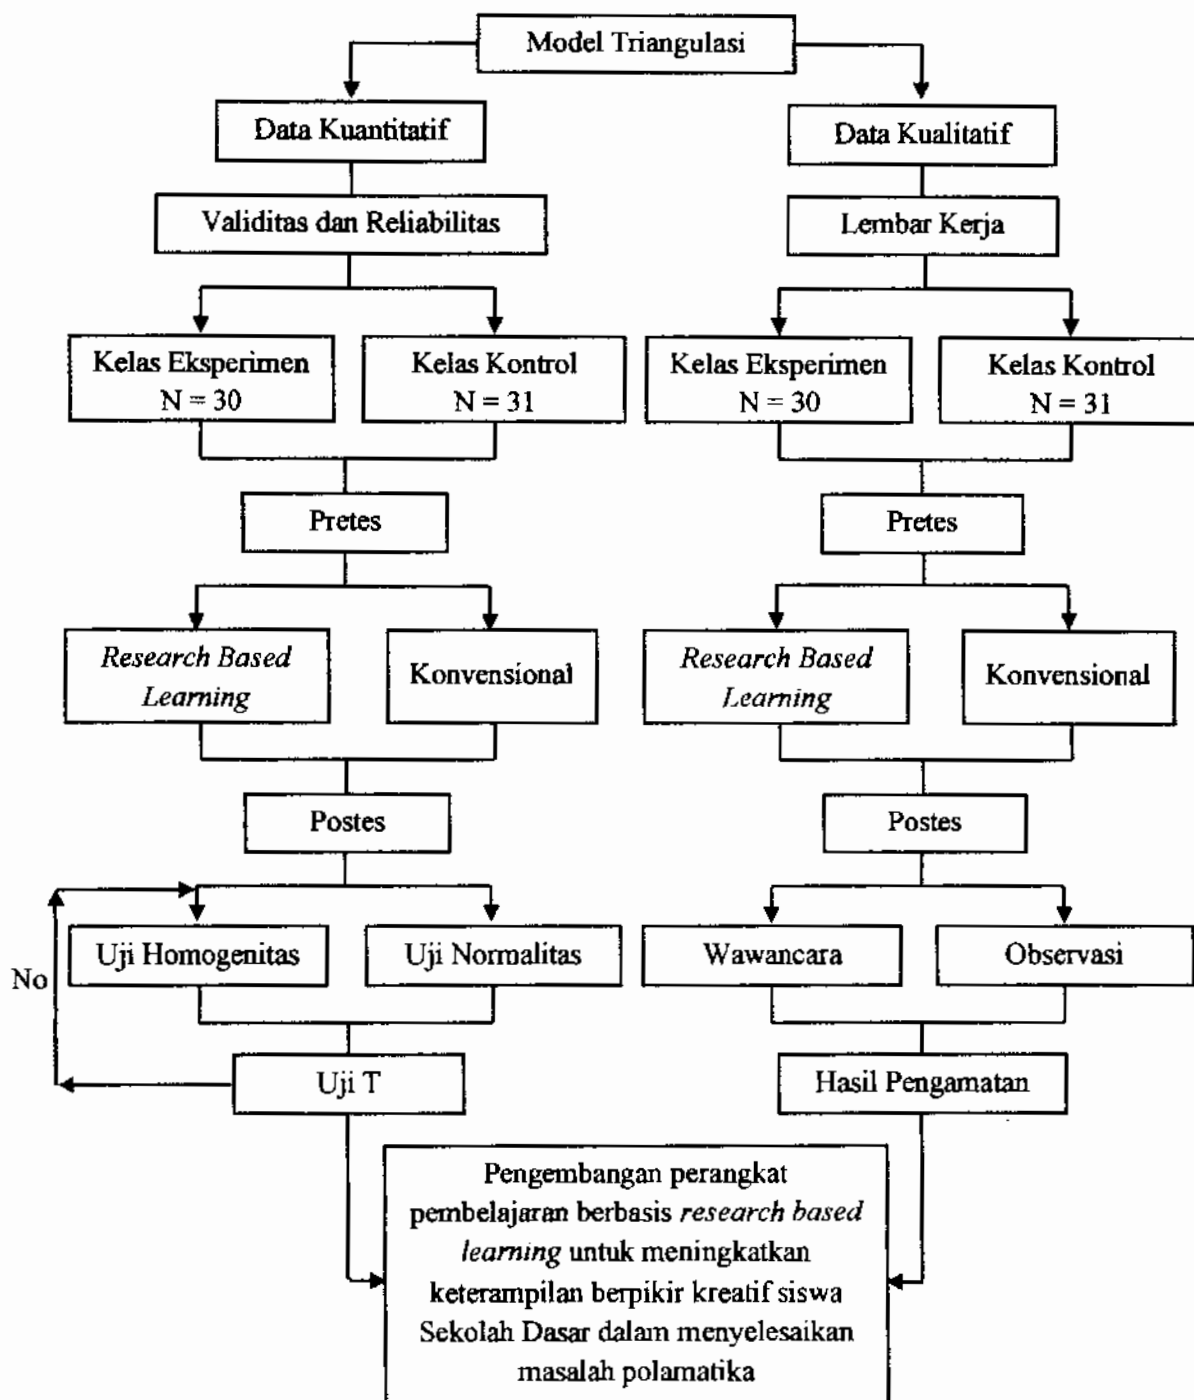 Model Triangulasi
Data Kuantitatif
Data Kualitatif
Validitas dan Reliabilitas
Lembar Kerja
Kelas Eksperimen
N = 30
Kelas Kontrol
N = 31
Kelas Eksperimen
N = 30
Kelas Kontrol
N = 31
Pretes
Pretes
Research Based
Learning
Konvensional
Research Based
Learning
Konvensional
Postes
Postes
Uji Homogenitas
Uji Normalitas
Wawancara
Observasi
No
Uji T
Hasil Pengamatan
Pengembangan perangkat
pembelajaran berbasis research based
learning untuk meningkatkan
keterampilan berpikir kreatif siswa
Sekolah Dasar dalam menyelesaikan
masalah polamatika